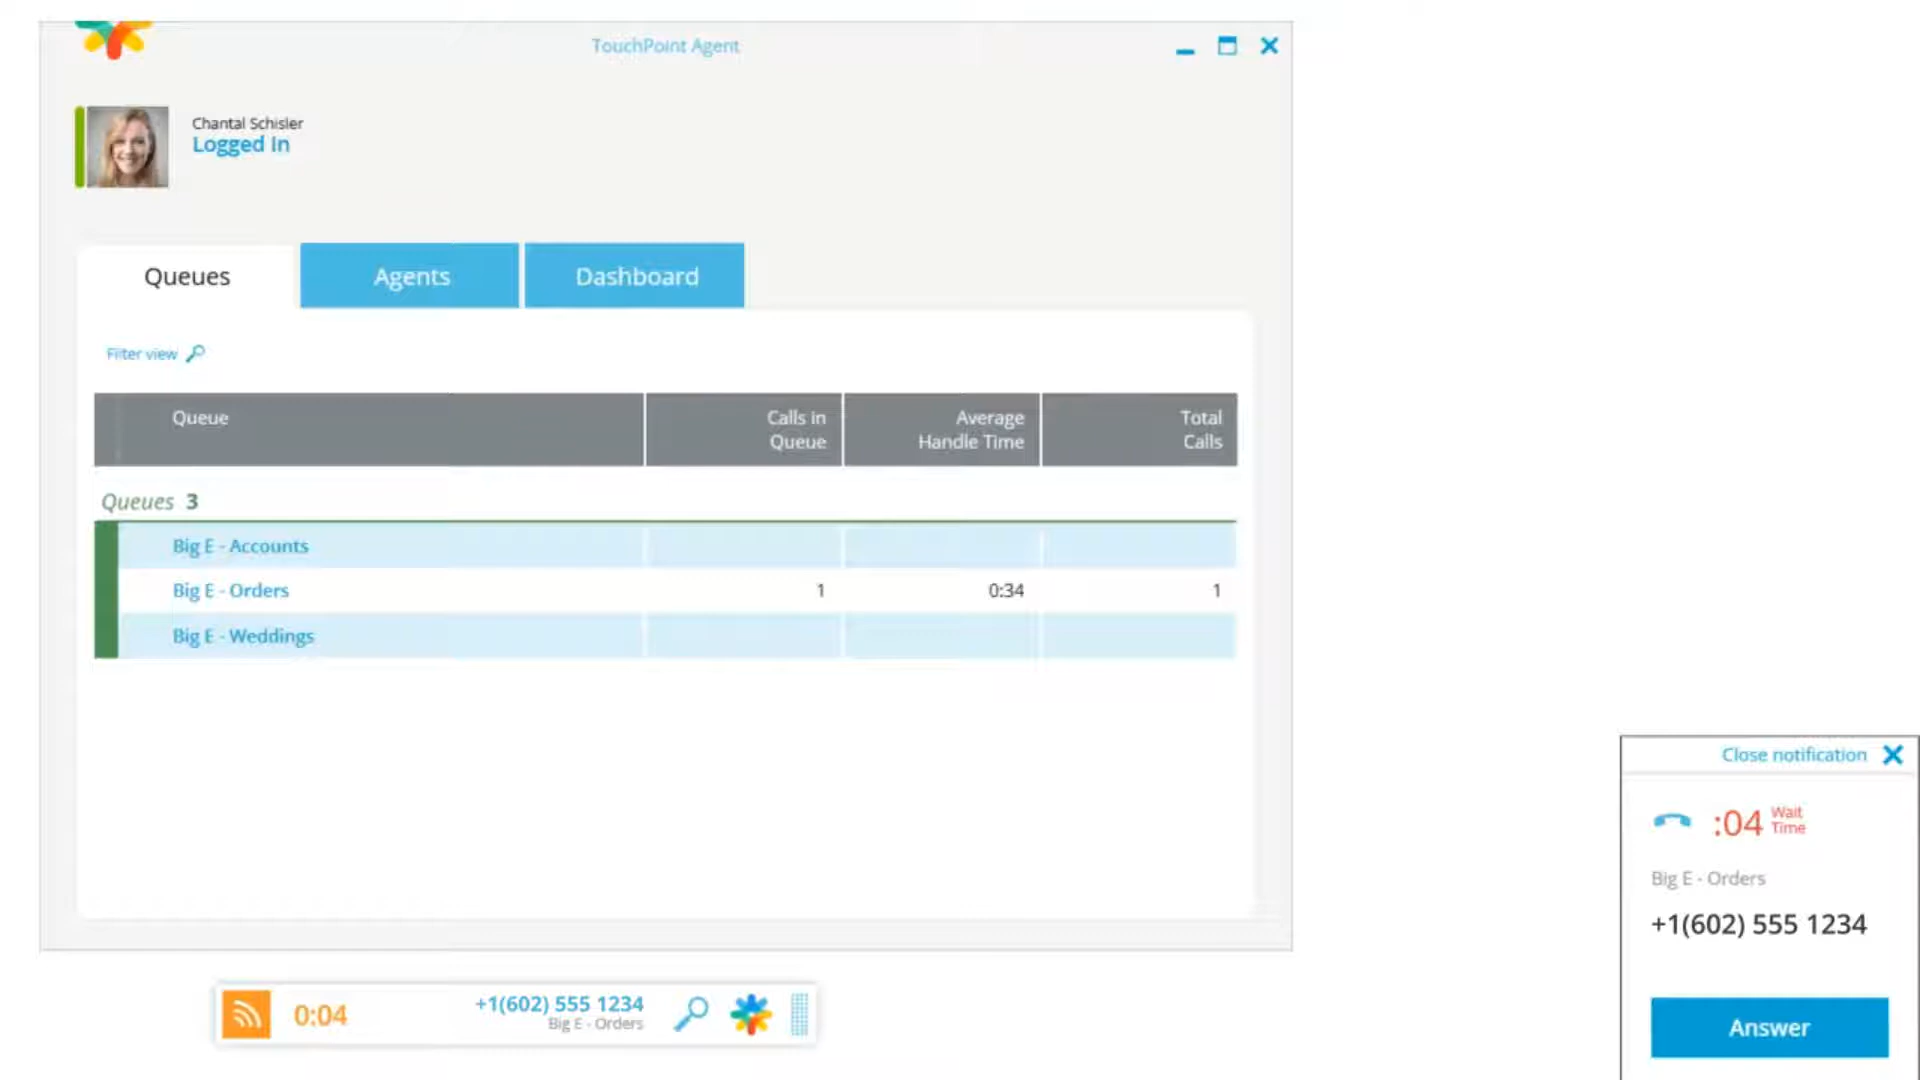 TouchPoint Agent
Chantal Schisler
Logged In
Queues
Agents
Dashboard
Filter view
Queue
Calls in
Queue
Average
Handle Time
Total
Calls
Queues 3
Big E - Accounts
Big E - Orders 1 0:34 1
Big E - Weddings
Close notification
:04 Wait
Time
Big E - Orders
+1(602) 555 1234
Answer
0:04
+1(602) 555 1234
Big E - Orders